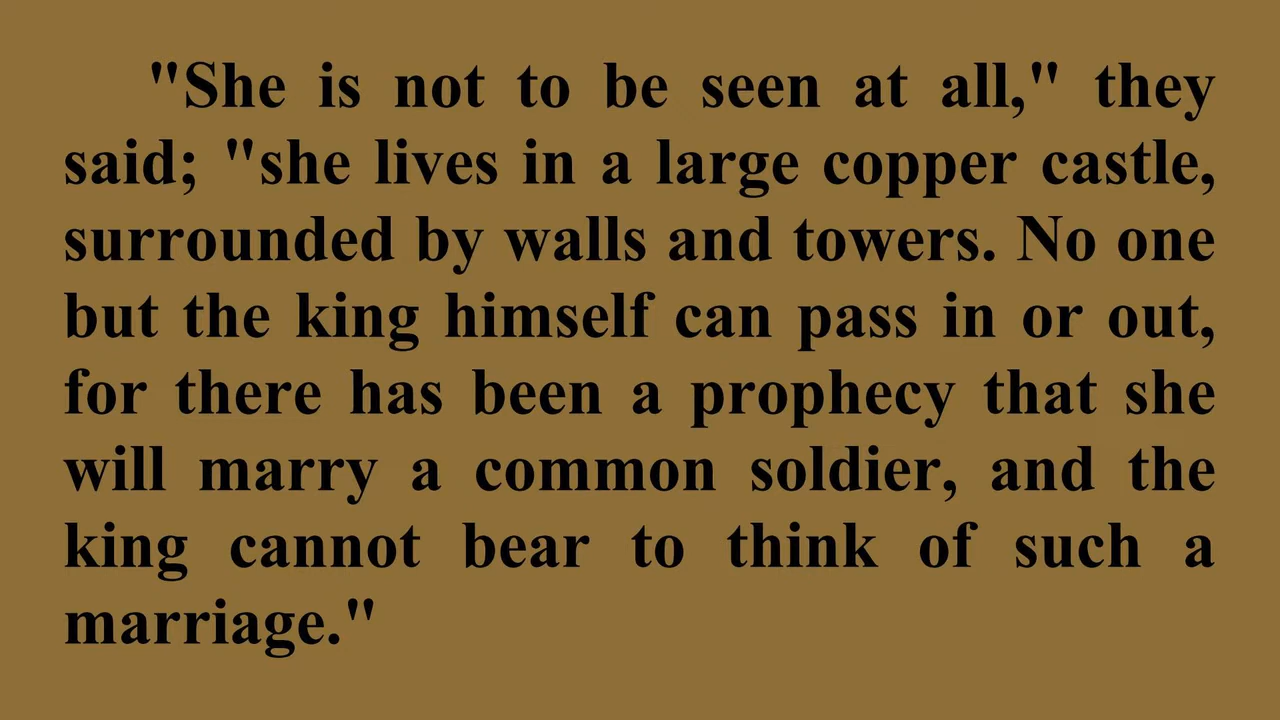 "She is not to be seen at all," they
said; "she lives in a large copper castle,
surrounded by walls and towers. No one
but the king himself can pass in or out,
for there has been a prophecy that she
will marry a common soldier, and the
king cannot bear to think of such a
marriage."